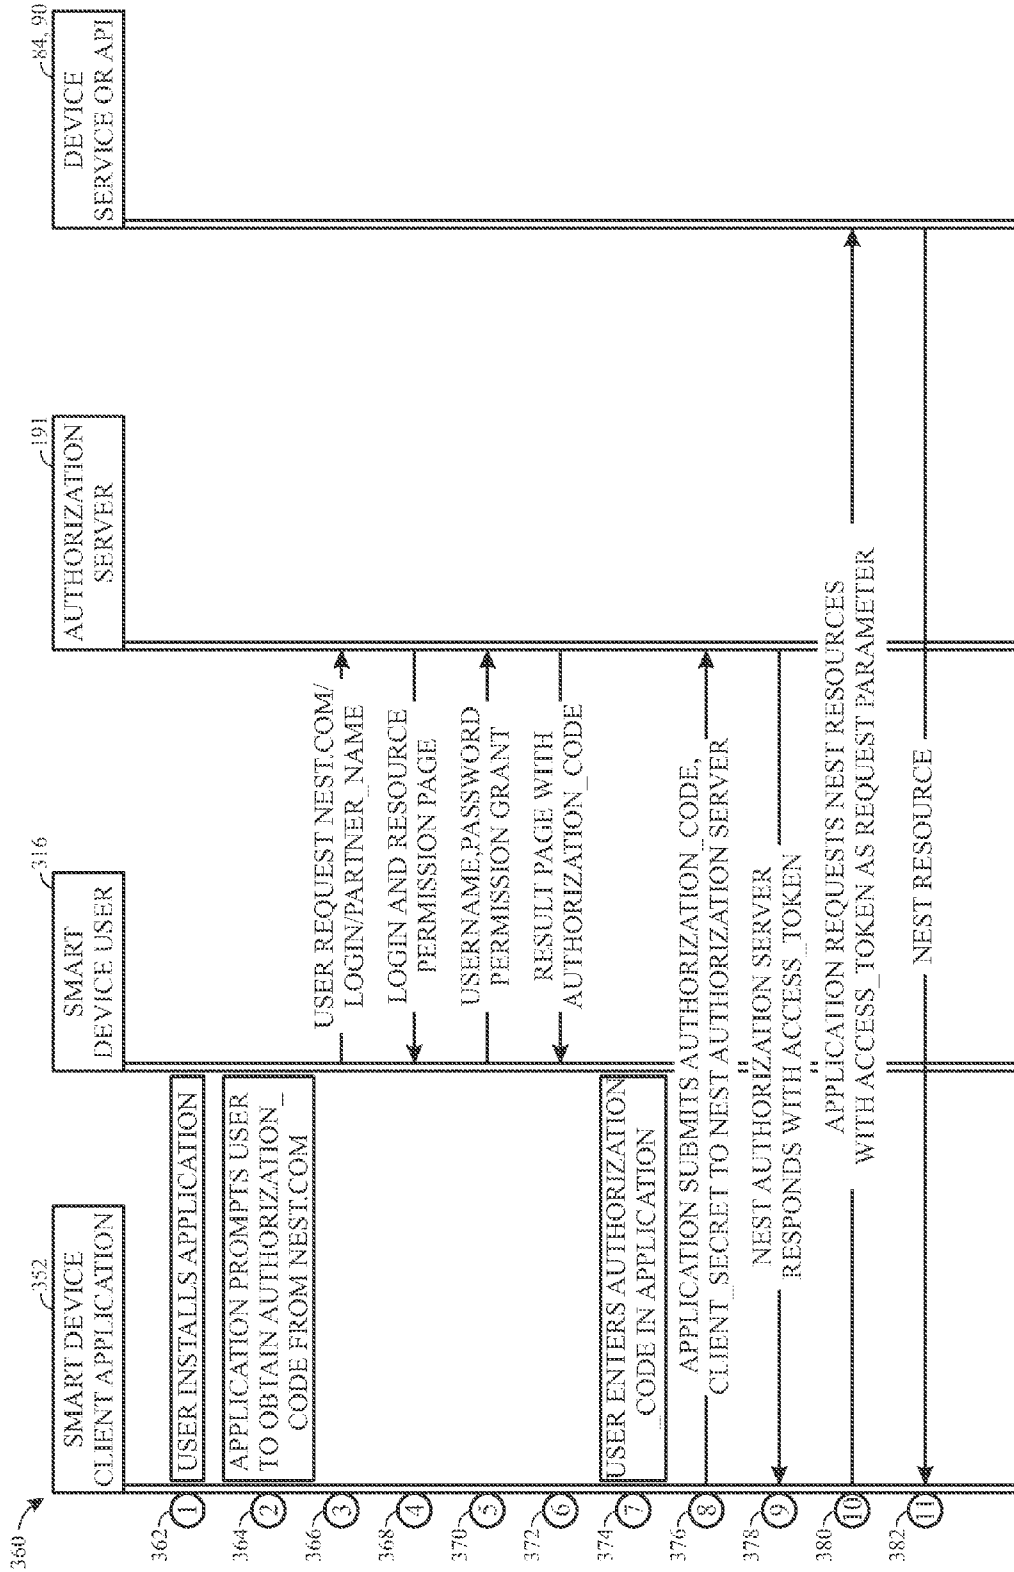 360
SMART DEVICE
CLIENT APPLICATION
352
SMART
DEVICE USER
316
AUTHORIZATION
SERVER
191
DEVICE
SERVICE OR API
84, 90
362
1
USER INSTALLS APPLICATION
364
2
APPLICATION PROMPTS USER
TO OBTAIN AUTHORIZATION_
CODE FROM NEST.COM
366
3
USER REQUEST NEST.COM/
LOGIN/PARTNER_NAME
368
4
LOGIN AND RESOURCE
PERMISSION PAGE
370
5
USERNAME,PASSWORD
PERMISSION GRANT
372
6
RESULT PAGE WITH
AUTHORIZATION_CODE
374
7
USER ENTERS AUTHORIZATION
_CODE IN APPLICATION
376
8
APPLICATION SUBMITS AUTHORIZATION_CODE,
CLIENT_SECRET TO NEST AUTHORIZATION SERVER
378
9
NEST AUTHORIZATION SERVER
RESPONDS WITH ACCESS_TOKEN
380
10
APPLICATION REQUESTS NEST RESOURCES
WITH ACCESS_TOKEN AS REQUEST PARAMETER
382
11
NEST RESOURCE